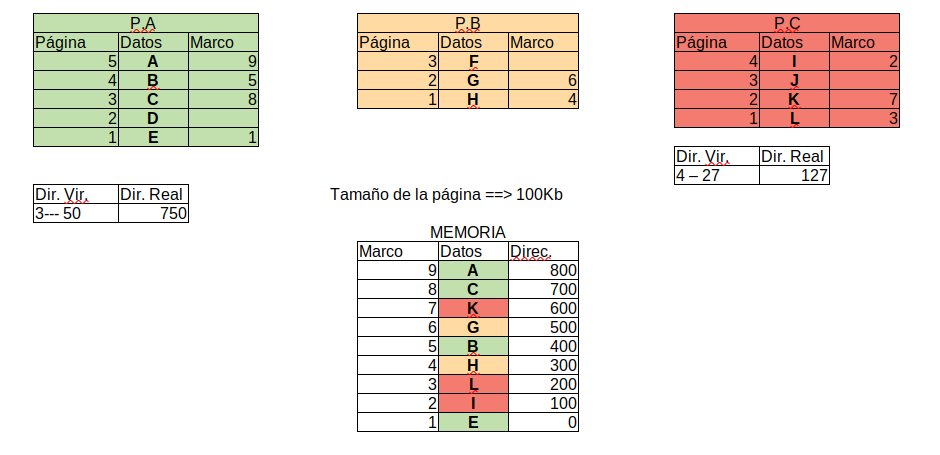 P.A
Página Datos Marco
5 A 9
4 B 5
3 C 8
2 D
1 E 1
P.B
Página Datos Marco
3 F
2 G 6
1 H 4
P.C
Página Datos Marco
4 I 2
3 J
2 K 7
1 L 3
Dir. Vir. Dir. Real
4 – 27 127
Dir. Vir. Dir. Real
3--- 50 750
Tamaño de la página ==> 100Kb
MEMORIA
Marco Datos Direc.
9 A 800
8 C 700
7 K 600
6 G 500
5 B 400
4 H 300
3 L 200
2 I 100
1 E 0